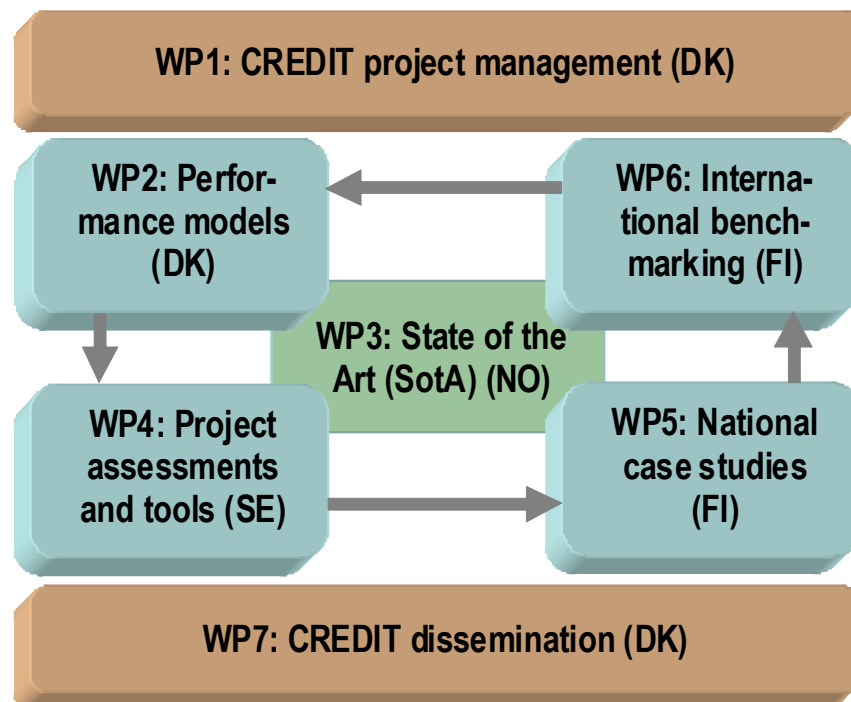 WP1: CREDIT project management (DK)
WP2: Perfor-
mance models
(DK)
WP6: Interna-
tional bench-
marking (FI)
WP3: State of the
Art (SotA) (NO)
WP4: Project
assessments
and tools (SE)
WP5: National
case studies
(FI)
WP7: CREDIT dissemination (DK)